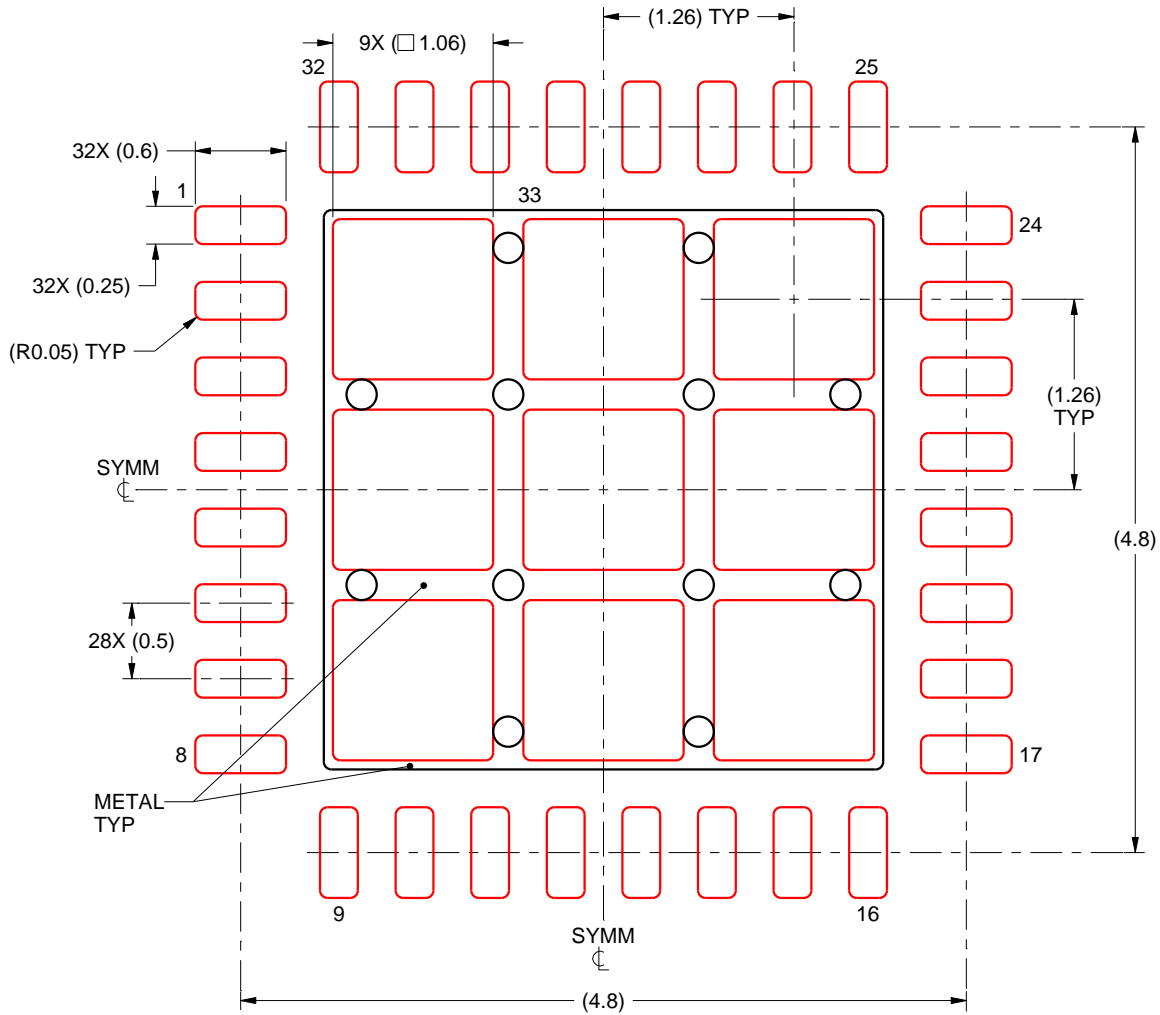 (1.26) TYP
9X (□ 1.06)
32
25
32X (0.6)
1
33
24
32X (0.25)
(R0.05) TYP
(1.26)
TYP
SYMM
℄
(4.8)
28X (0.5)
8
17
METAL
TYP
9
16
SYMM
℄
(4.8)